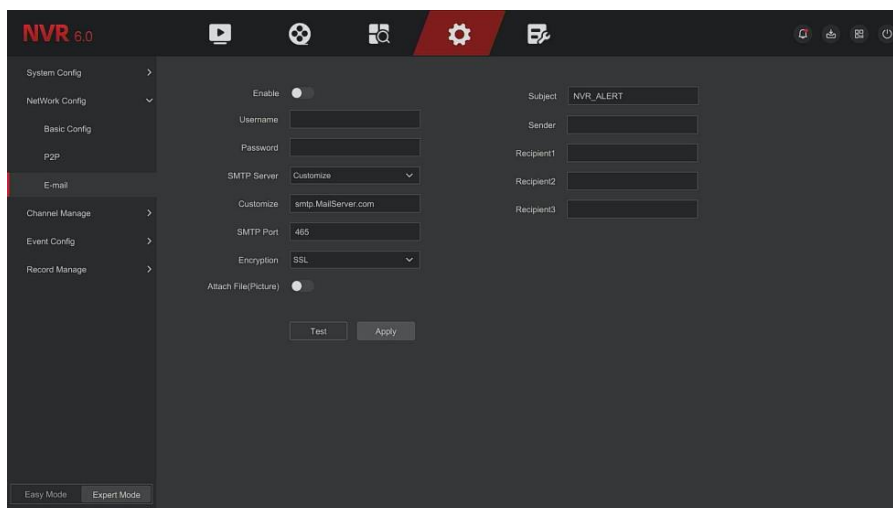 NVR 6.0
System Config
NetWork Config
Basic Config
P2P
E-mail
Channel Manage
Event Config
Record Manage
Easy Mode
Expert Mode
Enable
Username
Password
SMTP Server Customize
Customize smtp.MailServer.com
SMTP Port 465
Encryption SSL
Attach File(Picture)
Test Apply
Subject NVR_ALERT
Sender
Recipient1
Recipient2
Recipient3